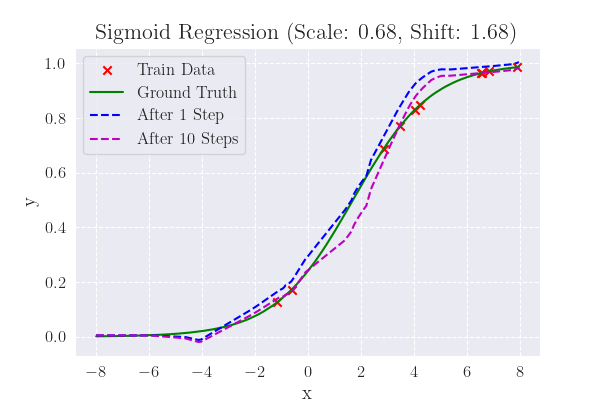 Sigmoid Regression (Scale: 0.68, Shift: 1.68)
Train Data
Ground Truth
After 1 Step
After 10 Steps
1.0
0.8
0.6
0.4
0.2
0.0
y
−8 −6 −4 −2 0 2 4 6 8
x